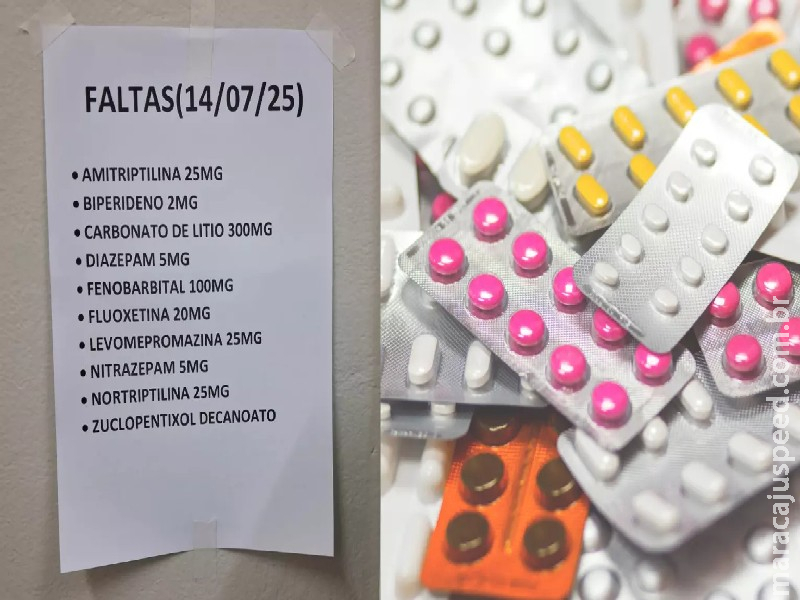 FALTAS(14/07/25)
• AMITRIPTILINA 25MG
• BIPERIDENO 2MG
• CARBONATO DE LITIO 300MG
• DIAZEPAM 5MG
• FENOBARBITAL 100MG
• FLUOXETINA 20MG
• LEVOMEPROMAZINA 25MG
• NITRAZEPAM 5MG
• NORTRIPTILINA 25MG
• ZUCLOPENTIXOL DECANOATO
maracajuspeed.com.br